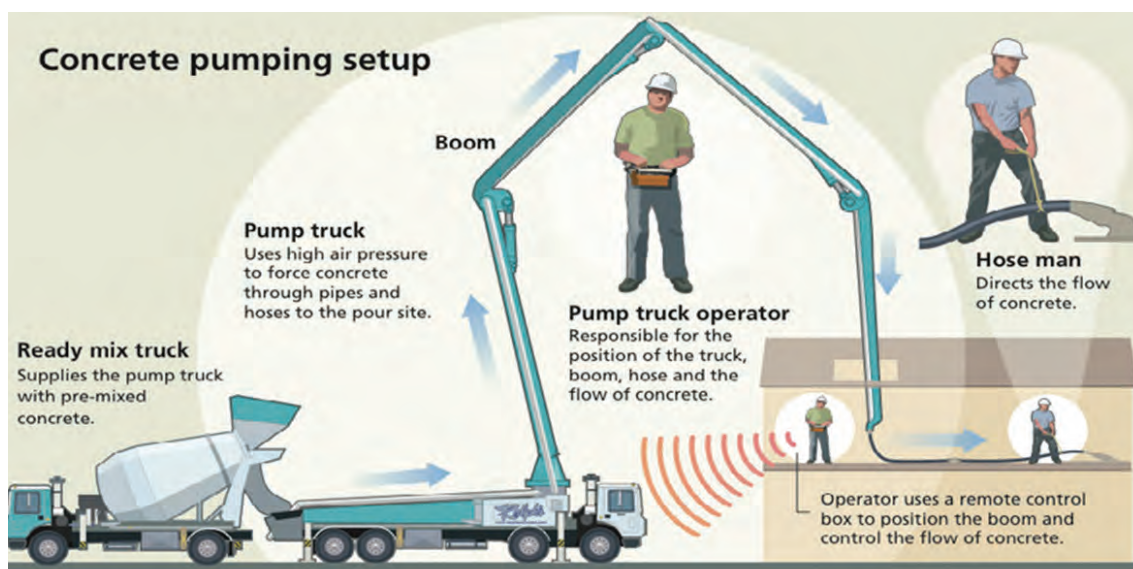 Concrete pumping setup
Boom
Pump truck
Uses high air pressure
to force concrete
through pipes and
hoses to the pour site.
Hose man
Directs the flow
of concrete.
Pump truck operator
Responsible for the
position of the truck,
boom, hose and the
flow of concrete.
Ready mix truck
Supplies the pump truck
with pre-mixed
concrete.
Operator uses a remote control
box to position the boom and
control the flow of concrete.